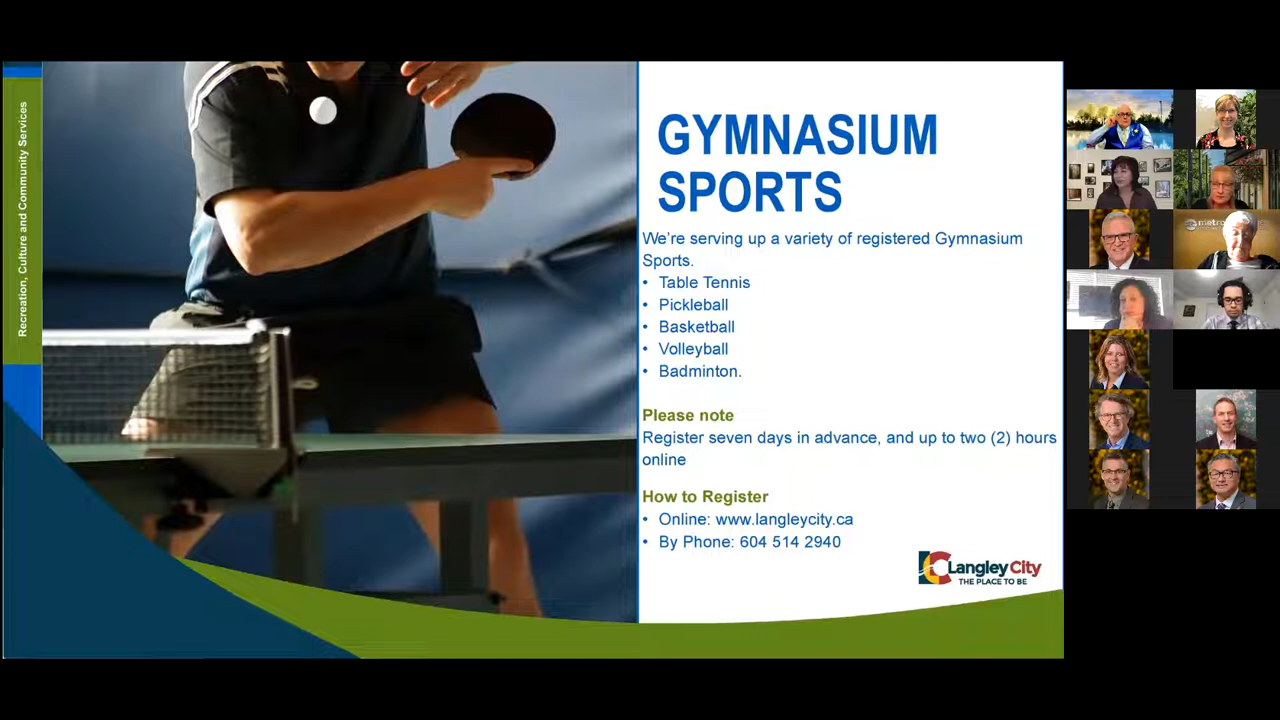 Recreation, Culture and Community Services
GYMNASIUM
SPORTS
We're serving up a variety of registered Gymnasium
Sports.
• Table Tennis
• Pickleball
• Basketball
• Volleyball
• Badminton.
Please note
Register seven days in advance, and up to two (2) hours
online
How to Register
• Online: www.langleycity.ca
• By Phone: 604 514 2940
Langley City
THE PLACE TO BE
metro